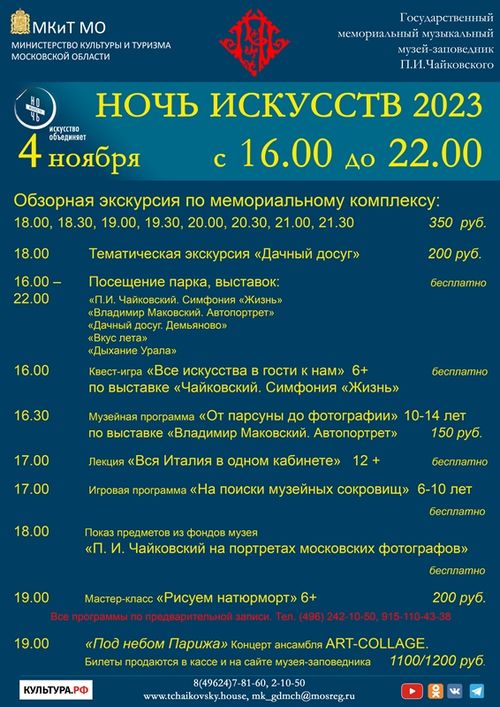 МКиТ МО
МИНИСТЕРСТВО КУЛЬТУРЫ И ТУРИЗМА
МОСКОВСКОЙ ОБЛАСТИ
Государственный
мемориальный музыкальный
музей-заповедник
П.И.Чайковского
НОЧЬ
искусство
объединяет
НОЧЬ ИСКУССТВ 2023
4 ноября с 16.00 до 22.00
Обзорная экскурсия по мемориальному комплексу:
18.00, 18.30, 19.00, 19.30, 20.00, 20.30, 21.00, 21.30 350 руб.
18.00 Тематическая экскурсия «Дачный досуг» 200 руб.
16.00 – Посещение парка, выставок: бесплатно
22.00 «П.И. Чайковский. Симфония «Жизнь»
«Владимир Маковский. Автопортрет»
«Дачный досуг. Демьяново»
«Вкус лета»
«Дыхание Урала»
16.00 Квест-игра «Все искусства в гости к нам» 6+ бесплатно
по выставке «Чайковский. Симфония «Жизнь»
16.30 Музейная программа «От парсуны до фотографии» 10-14 лет
по выставке «Владимир Маковский. Автопортрет» 150 руб.
17.00 Лекция «Вся Италия в одном кабинете» 12 + бесплатно
17.00 Игровая программа «На поиски музейных сокровищ» 6-10 лет
бесплатно
18.00 Показ предметов из фондов музея
«П. И. Чайковский на портретах московских фотографов»
бесплатно
19.00 Мастер-класс «Рисуем натюрморт» 6+ 200 руб.
Все программы по предварительной записи. Тел. (496) 242-10-50, 915-110-43-38
19.00 «Под небом Парижа» Концерт ансамбля ART-COLLAGE.
Билеты продаются в кассе и на сайте музея-заповедника 1100/1200 руб.
КУЛЬТУРА.РФ
8(49624)7-81-60, 2-10-50
www.tchaikovsky.house, mk_gdmch@mosreg.ru